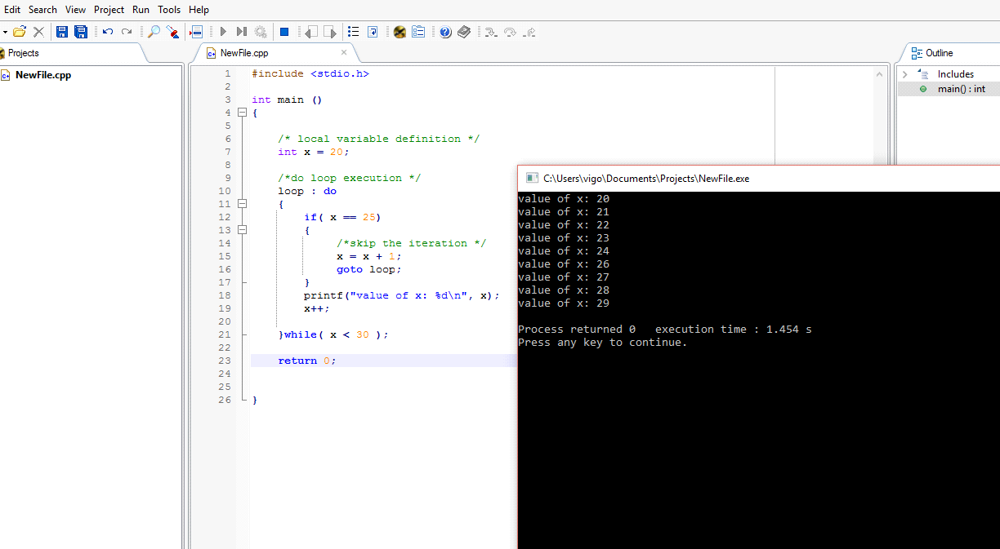 Edit Search View Project Run Tools Help
Projects
NewFile.cpp
NewFile.cpp
1 #include <stdio.h>
2
3 int main ()
4 {
5
6 /* local variable definition */
7 int x = 20;
8
9 /*do loop execution */
10 loop : do
11 {
12 if( x == 25)
13 {
14 /*skip the iteration */
15 x = x + 1;
16 goto loop;
17 }
18 printf("value of x: %d\n", x);
19 x++;
20
21 }while( x < 30 );
22
23 return 0;
24
25
26 }
Outline
Includes
main() : int
C:\Users\vigo\Documents\Projects\NewFile.exe
value of x: 20
value of x: 21
value of x: 22
value of x: 23
value of x: 24
value of x: 26
value of x: 27
value of x: 28
value of x: 29
Process returned 0 execution time : 1.454 s
Press any key to continue.